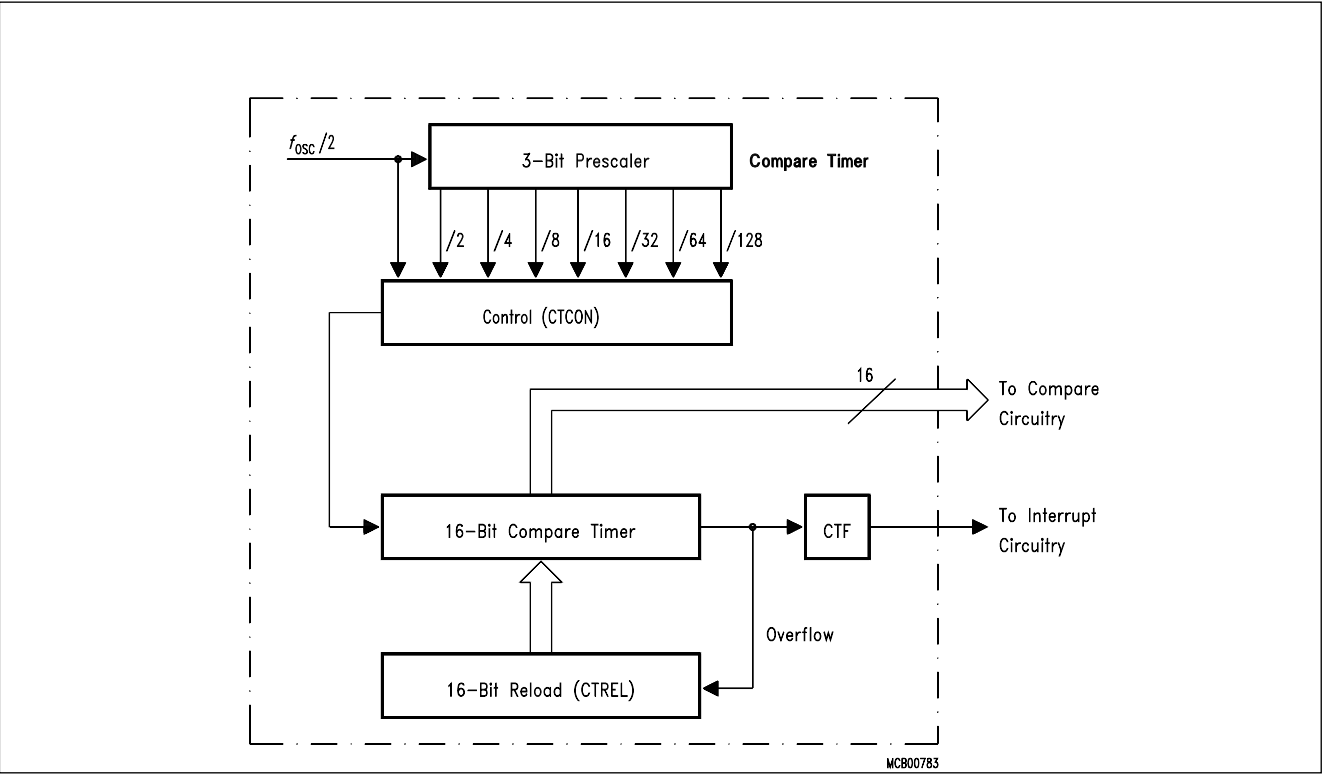 fOSC/2
3-Bit Prescaler
Compare Timer
/2 /4 /8 /16 /32 /64 /128
Control (CTCON)
16
To Compare
Circuitry
16-Bit Compare Timer
CTF
To Interrupt
Circuitry
Overflow
16-Bit Reload (CTREL)
MCB00783